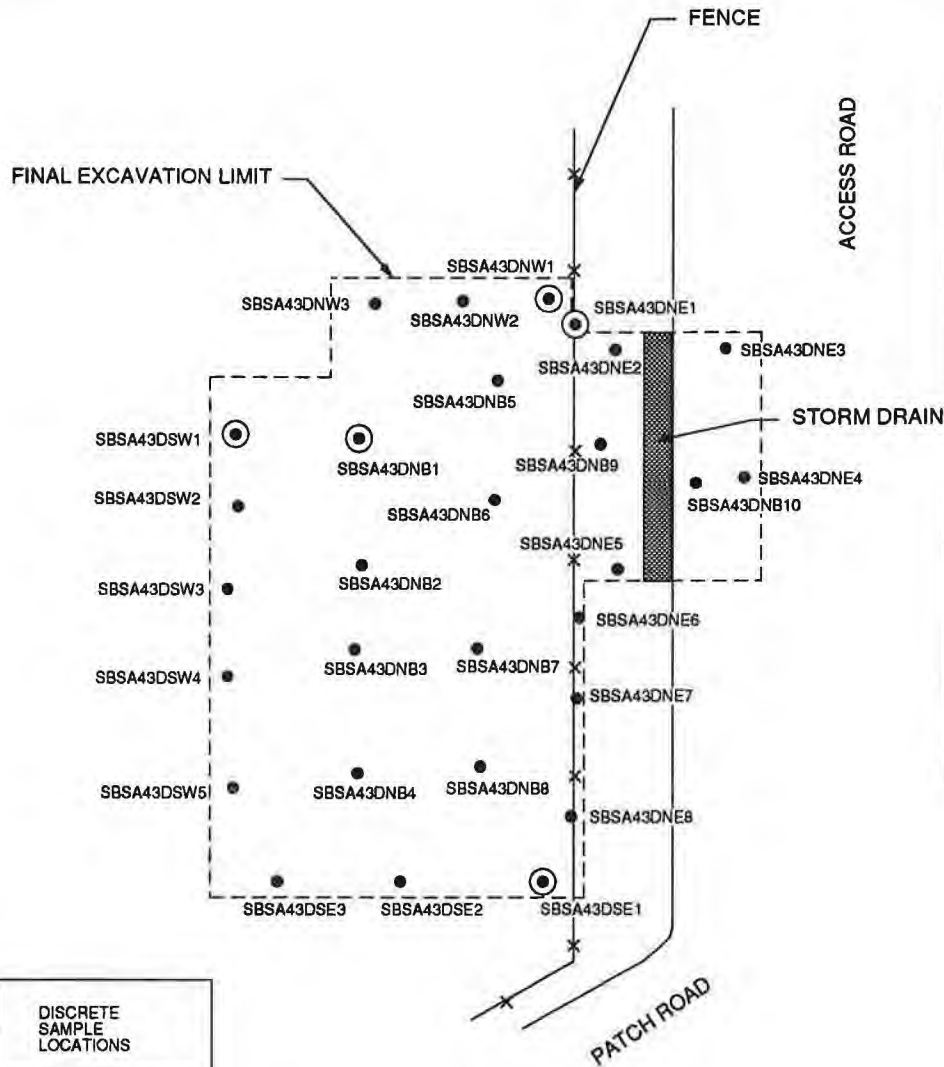 FENCE
ACCESS ROAD
FINAL EXCAVATION LIMIT
SBSA43DNW1
SBSA43DNW3
SBSA43DNW2
SBSA43DNE1
SBSA43DNE2
SBSA43DNE3
SBSA43DNB5
STORM DRAIN
SBSA43DSW1
SBSA43DNB1
SBSA43DNB9
SBSA43DNE4
SBSA43DSW2
SBSA43DNB6
SBSA43DNB10
SBSA43DNE5
SBSA43DSW3
SBSA43DNB2
SBSA43DNE6
SBSA43DNB3
SBSA43DNB7
SBSA43DSW4
SBSA43DNE7
SBSA43DSW5
SBSA43DNB4
SBSA43DNB8
SBSA43DNE8
SBSA43DSE3
SBSA43DSE2
SBSA43DSE1
DISCRETE
SAMPLE
LOCATIONS
PATCH ROAD